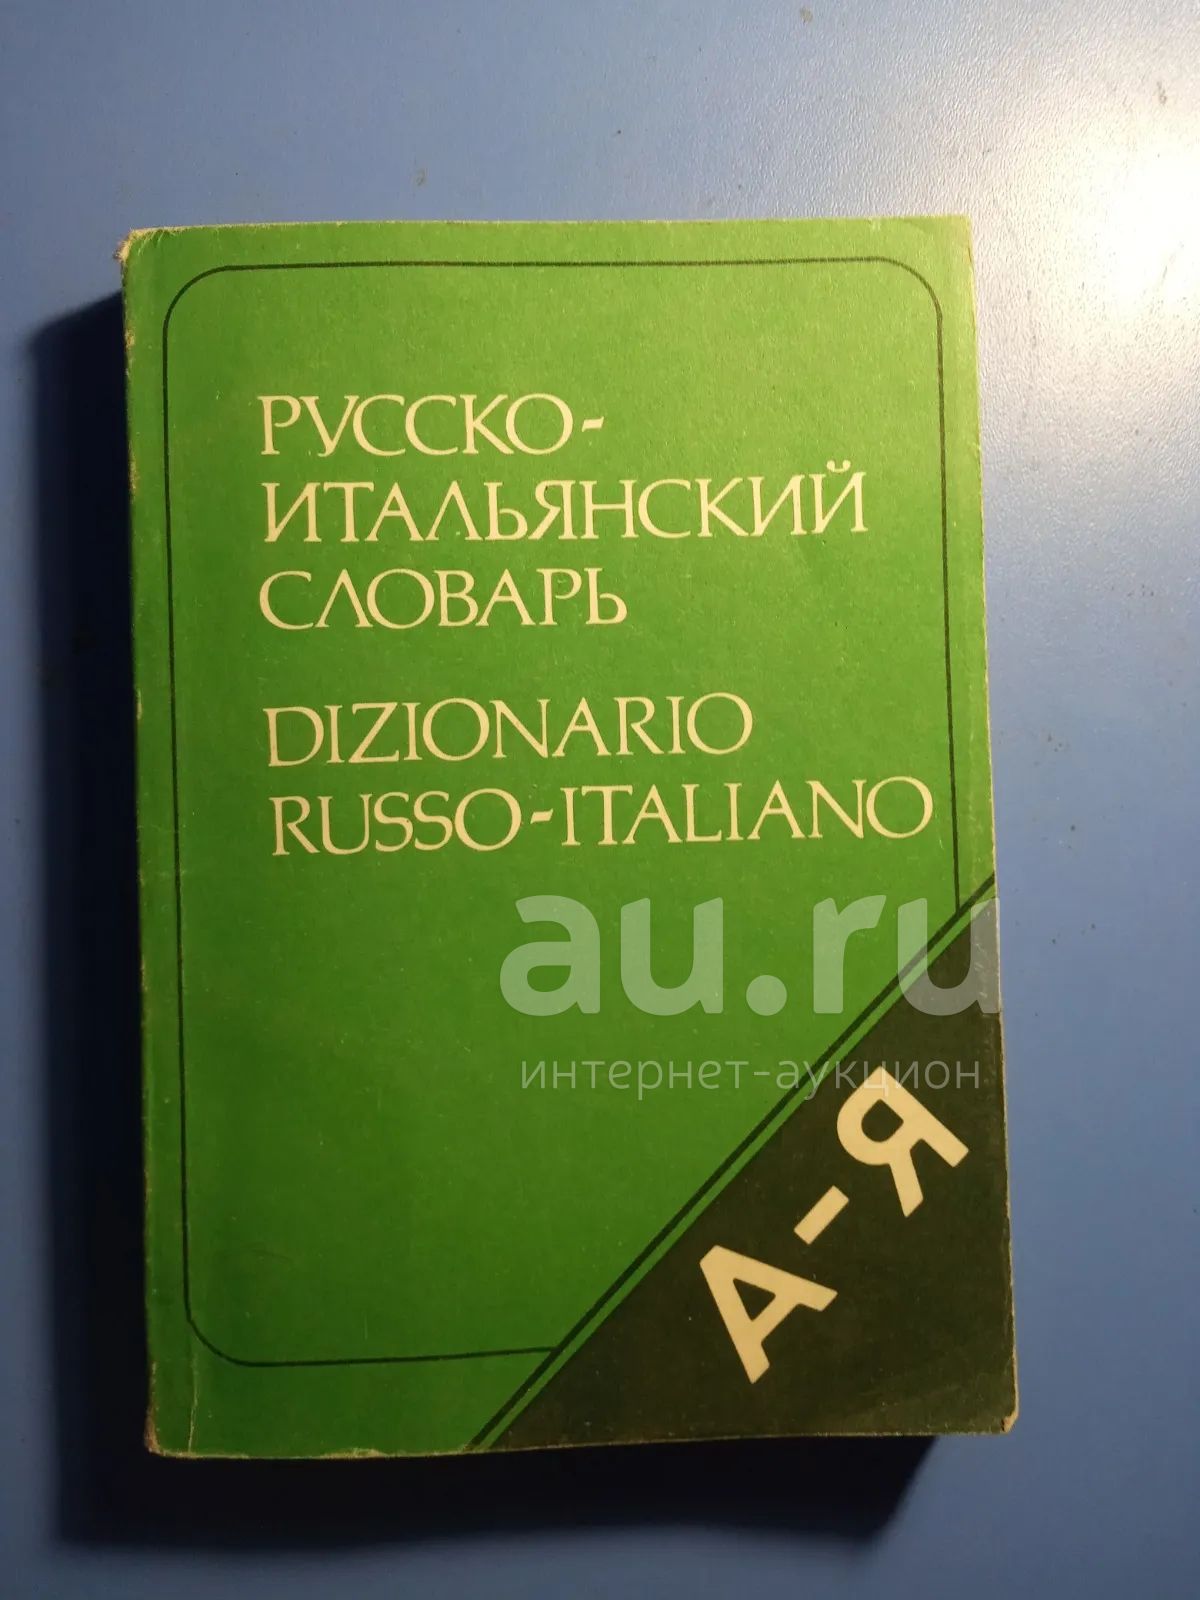 РУССКО-
ИТАЛЬЯНСКИЙ
СЛОВАРЬ
DIZIONARIO
RUSSO-ITALIANO
au.ru
интернет-аукцион
А-Я